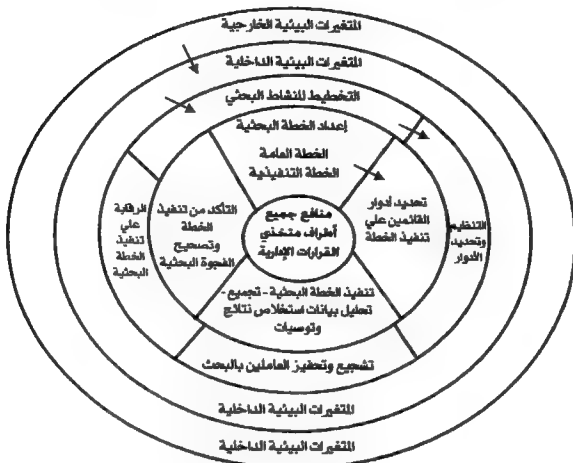 المتغيرات البيئية الخارجية
المتغيرات البيئية الداخلية
التخطيط للنشاط البحثي
إعداد الخطة البحثية
الخطة العامة
الخطة التنفيذية
تحديد أدوار
القائمين علي
تنفيذ الخطة
التنظيم
وتحديد
الأدوار
منافع جميع
أطراف متخذي
القرارات الإدارية
التأكد من تنفيذ
الخطة
وتصحيح
الفجوة البحثية
الرقابة
علي
تنفيذ
الخطة
البحثية
تنفيذ الخطة البحثية - تجميع -
تحليل بيانات استخلاص نتائج
وتوصيات
تشجيع وتحفيز العاملين بالبحث
المتغيرات البيئية الداخلية
المتغيرات البيئية الداخلية